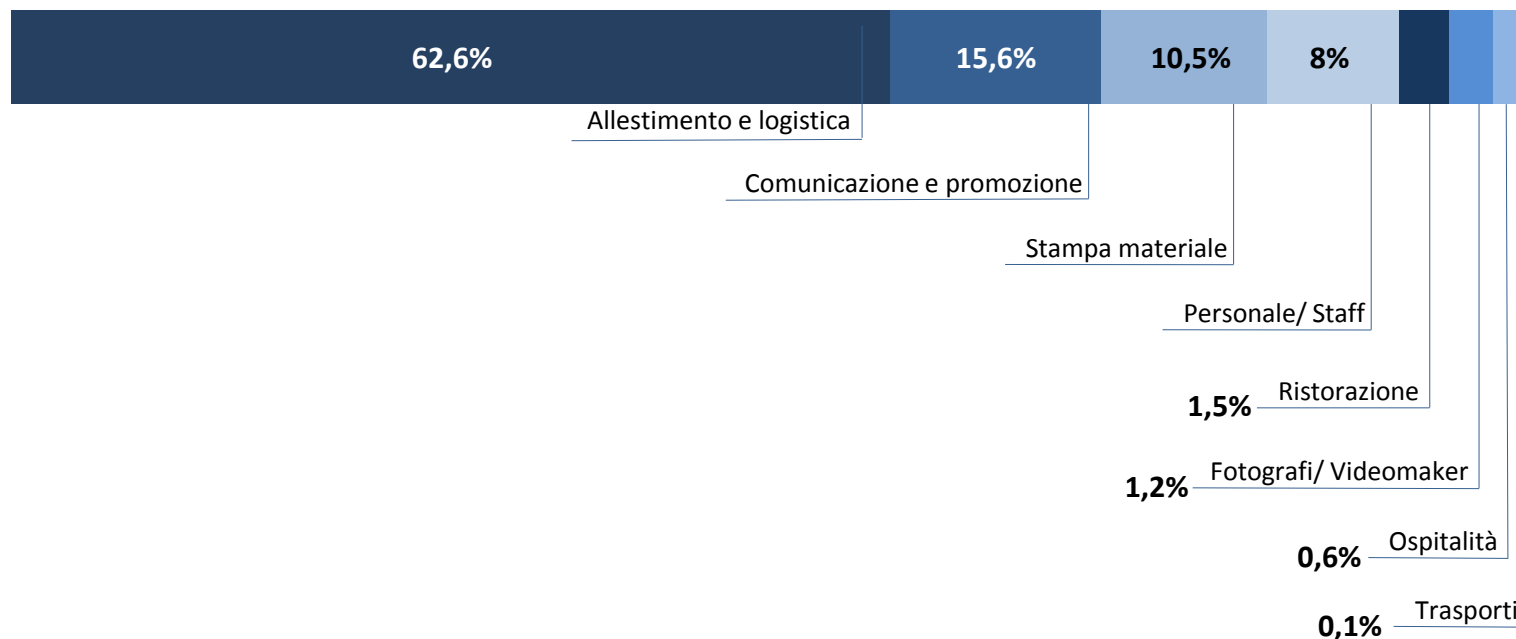 62,6% 15,6% 10,5% 8%
Allestimento e logistica
Comunicazione e promozione
Stampa materiale
Personale/ Staff
1,5% Ristorazione
1,2% Fotografi/ Videomaker
0,6% Ospitalità
0,1% Trasporti